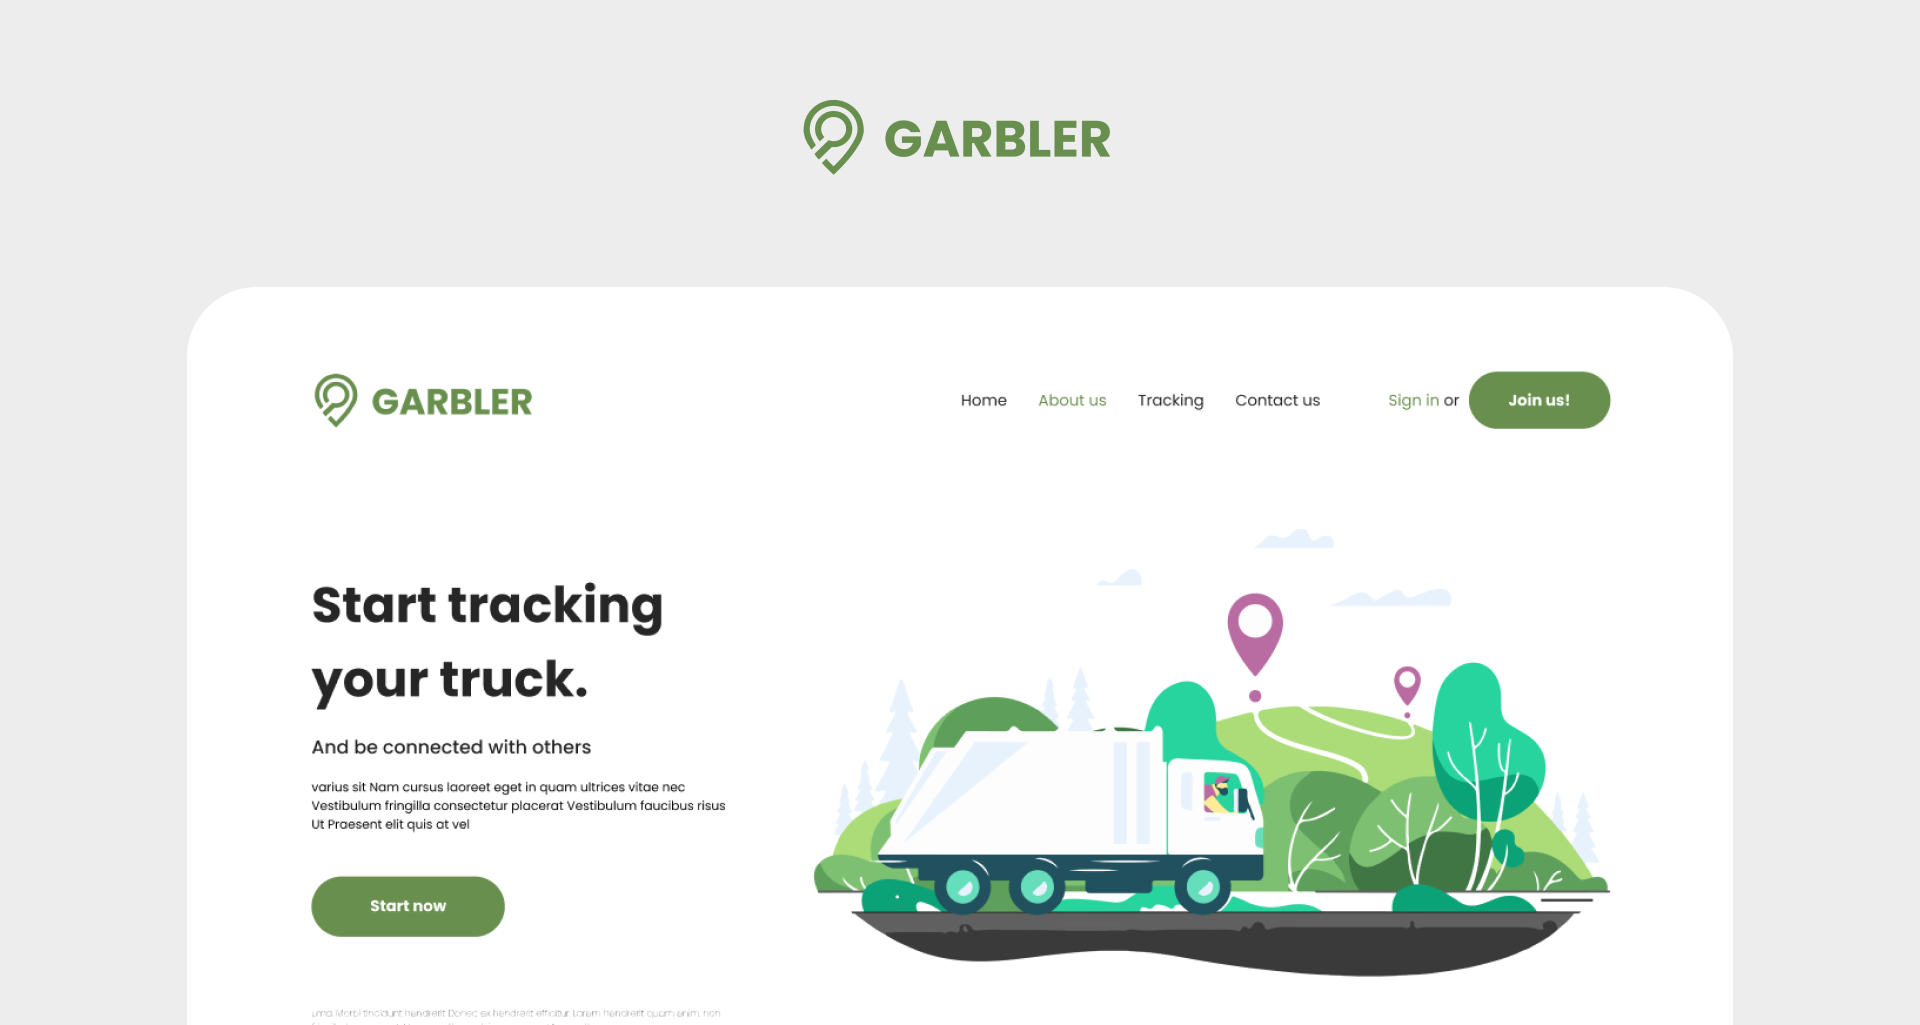 GARBLER
GARBLER
Home About us Tracking Contact us Sign in or Join us!
Start tracking
your truck.
And be connected with others
varius sit Nam cursus laoreet eget in quam ultrices vitae nec
Vestibulum fringilla consectetur placerat Vestibulum faucibus risus
Ut Praesent elit quis at vel
Start now
urna. Morbi tincidunt hendrerit Donec ex hendrerit efficitur. Lorem hendrerit quam enim, non